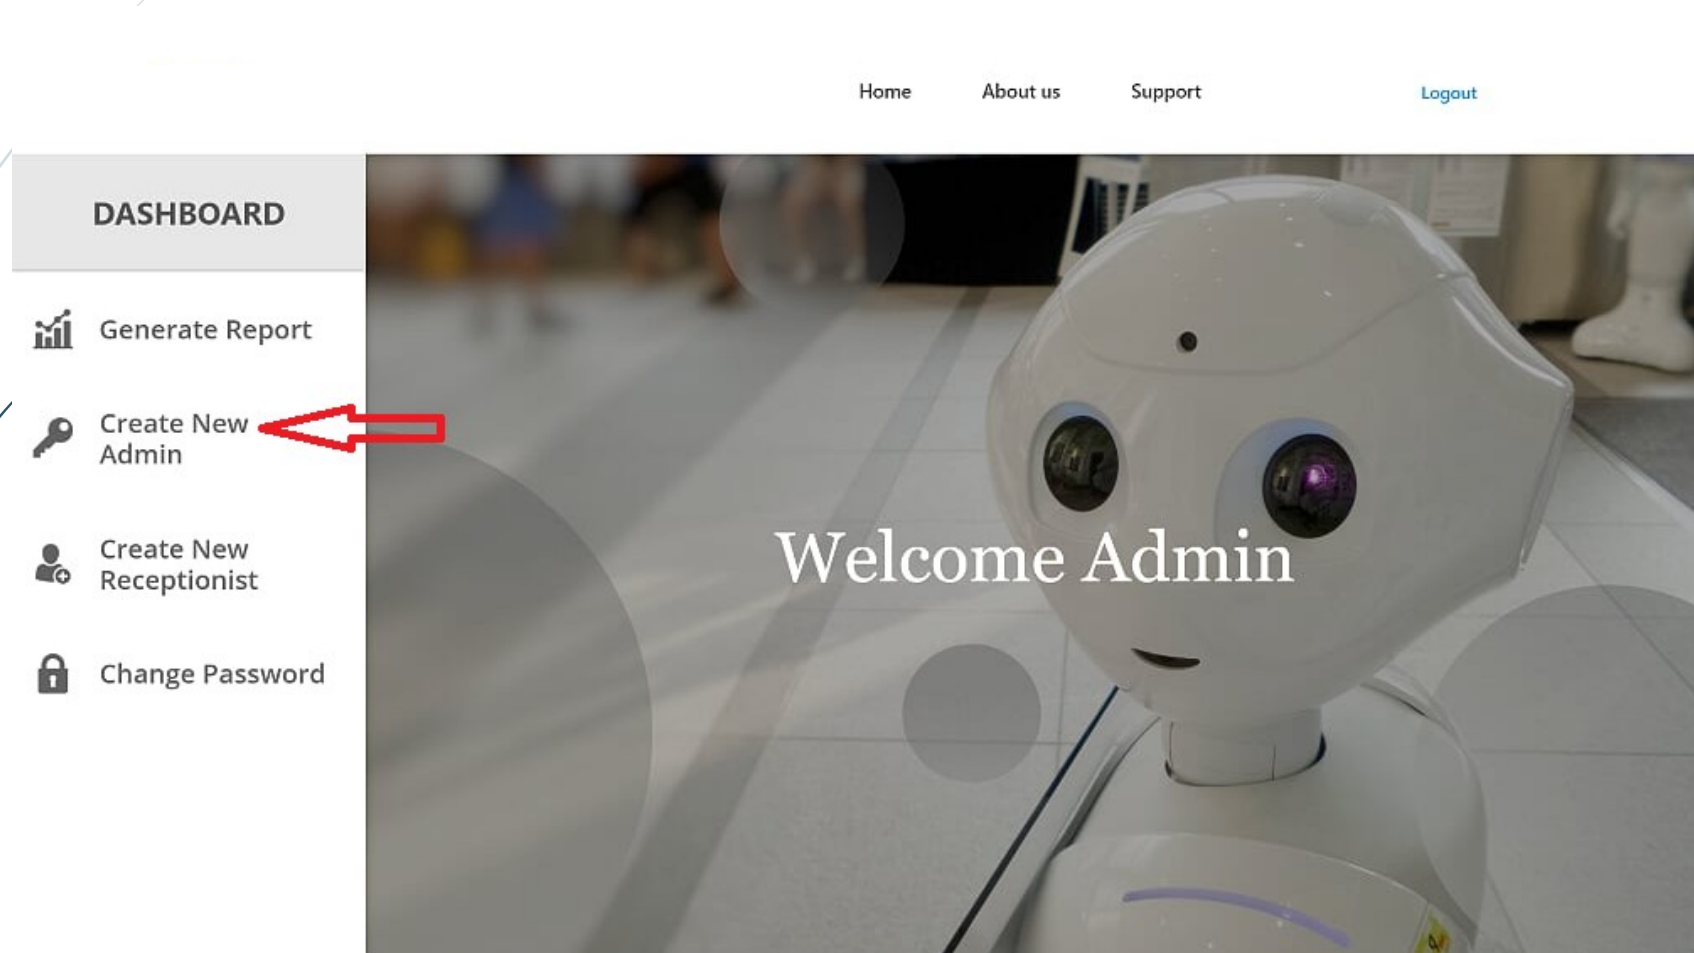 Home About us Support Logout
DASHBOARD
Generate Report
Create New
Admin
Create New
Receptionist
Change Password
Welcome Admin